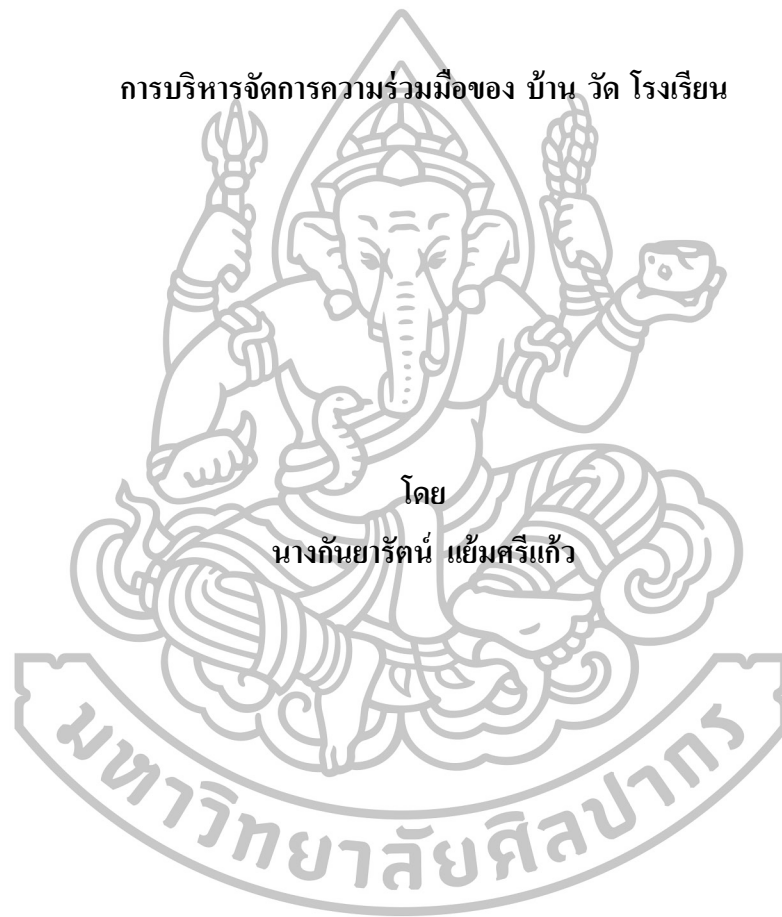 การบริหารจัดการความร่วมมือของ บ้าน วัด โรงเรียน
โดย
นางกันยารัตน์ แย้มศรีแก้ว
มหาวิทยาลัยศิลปากร